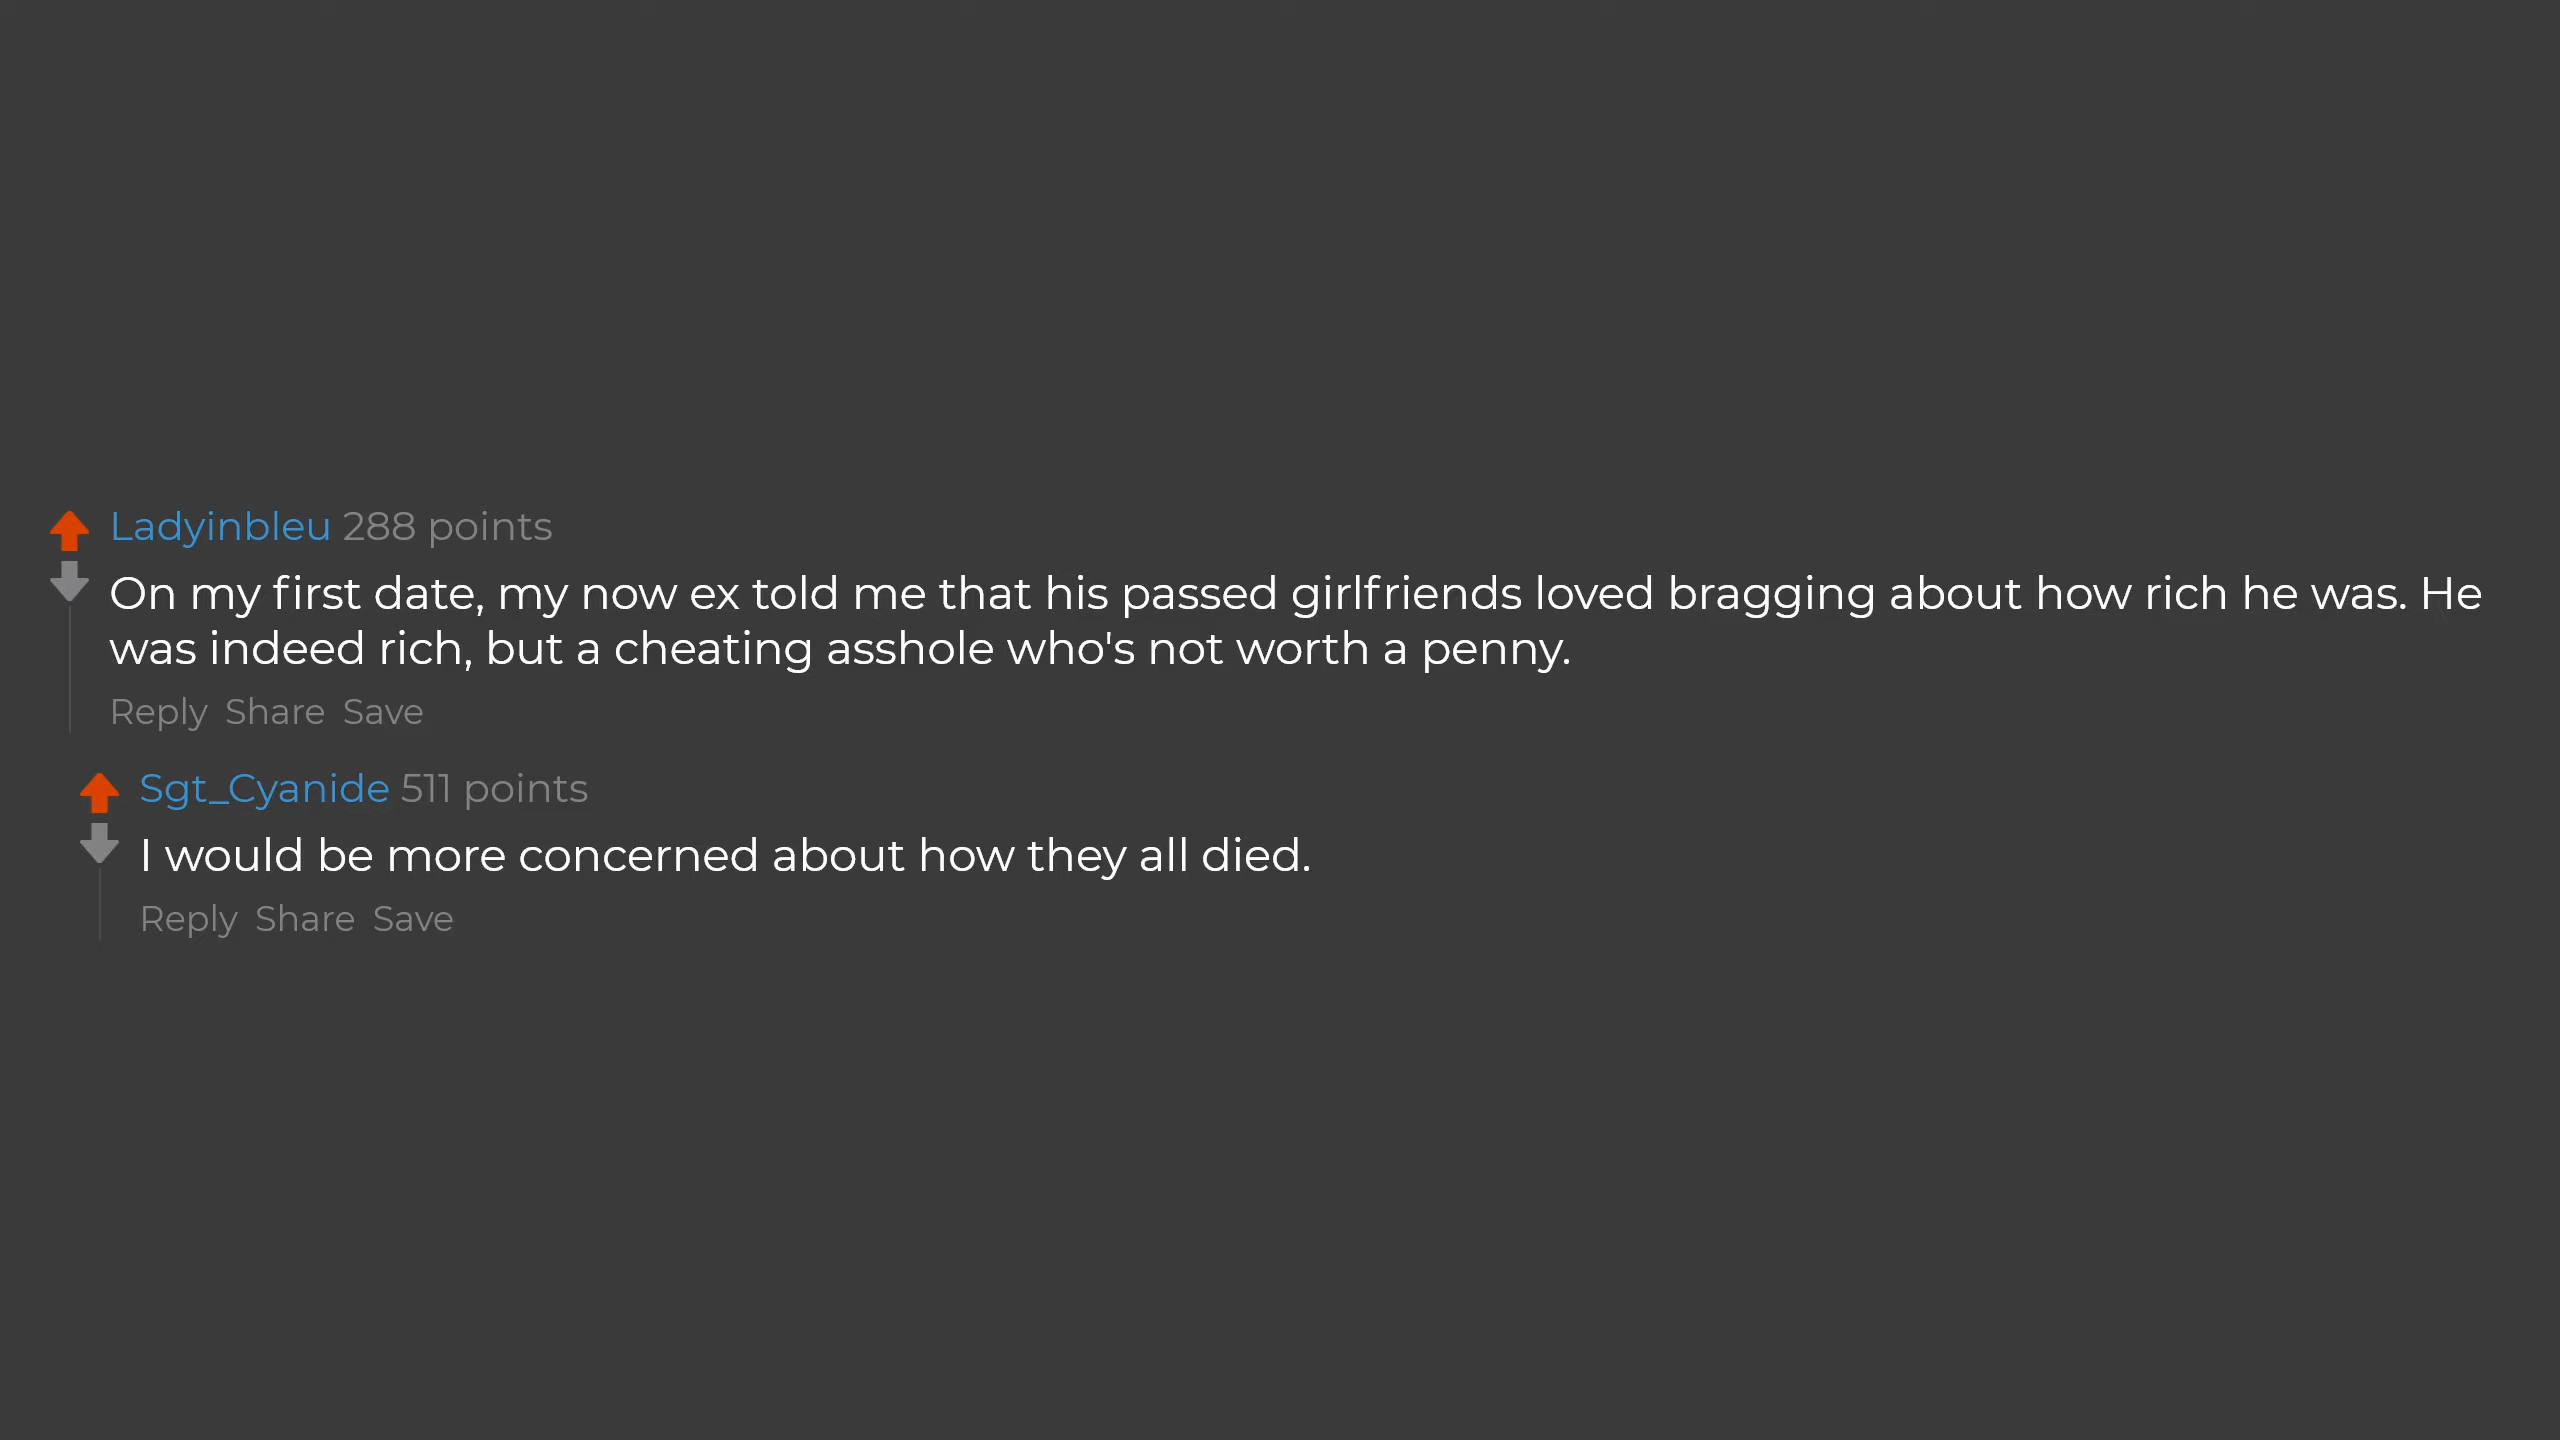 Ladyinbleu 288 points
On my first date, my now ex told me that his passed girlfriends loved bragging about how rich he was. He
was indeed rich, but a cheating asshole who's not worth a penny.
Reply Share Save
Sgt_Cyanide 511 points
I would be more concerned about how they all died.
Reply Share Save